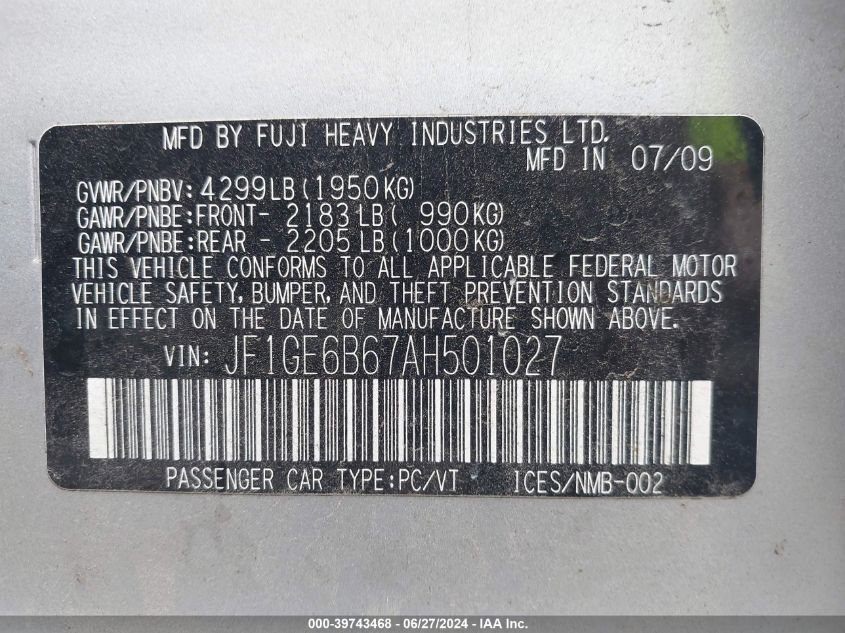 MFD BY FUJI HEAVY INDUSTRIES LTD.
MFD IN 07/09
GVWR/PNBV: 4299LB (1950KG)
GAWR/PNBE:FRONT- 2183LB ( 990KG)
GAWR/PNBE:REAR - 2205LB (1000KG)
THIS VEHICLE CONFORMS TO ALL APPLICABLE FEDERAL MOTOR
VEHICLE SAFETY, BUMPER, AND THEFT PREVENTION STANDARDS
IN EFFECT ON THE DATE OF MANUFACTURE SHOWN ABOVE.
VIN: JF1GE6B67AH501027
PASSENGER CAR TYPE:PC/VT ICES/NMB-002
000-39743468 - 06/27/2024 - IAA Inc.